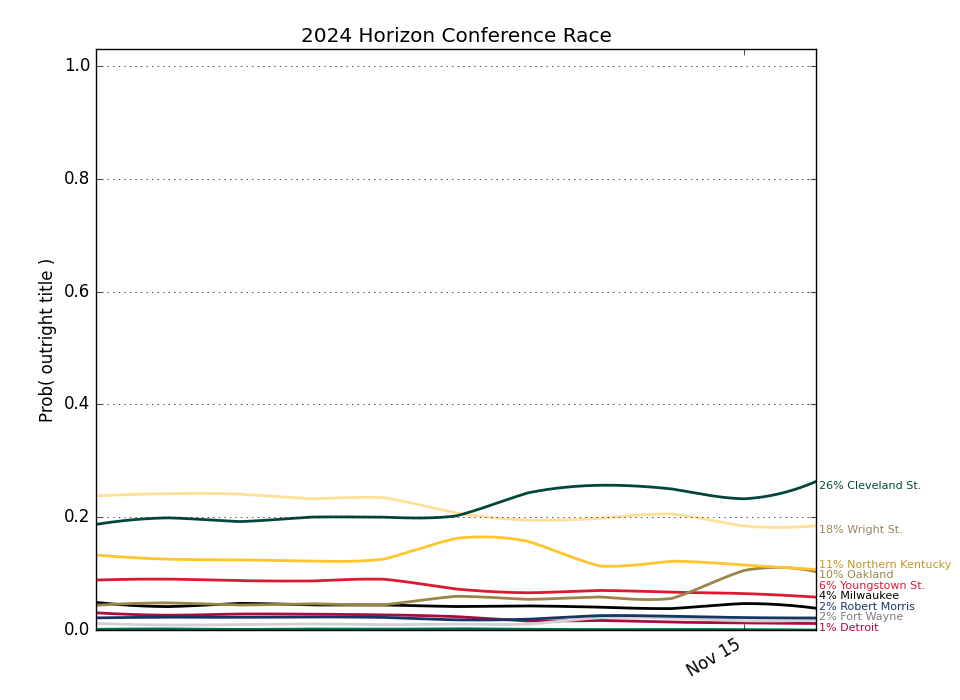 2024 Horizon Conference Race
1.0
0.8
0.6
0.4
0.2
0.0
Prob( outright title )
Nov 15
26% Cleveland St.
18% Wright St.
11% Northern Kentucky
10% Oakland
6% Youngstown St.
4% Milwaukee
2% Robert Morris
2% Fort Wayne
1% Detroit